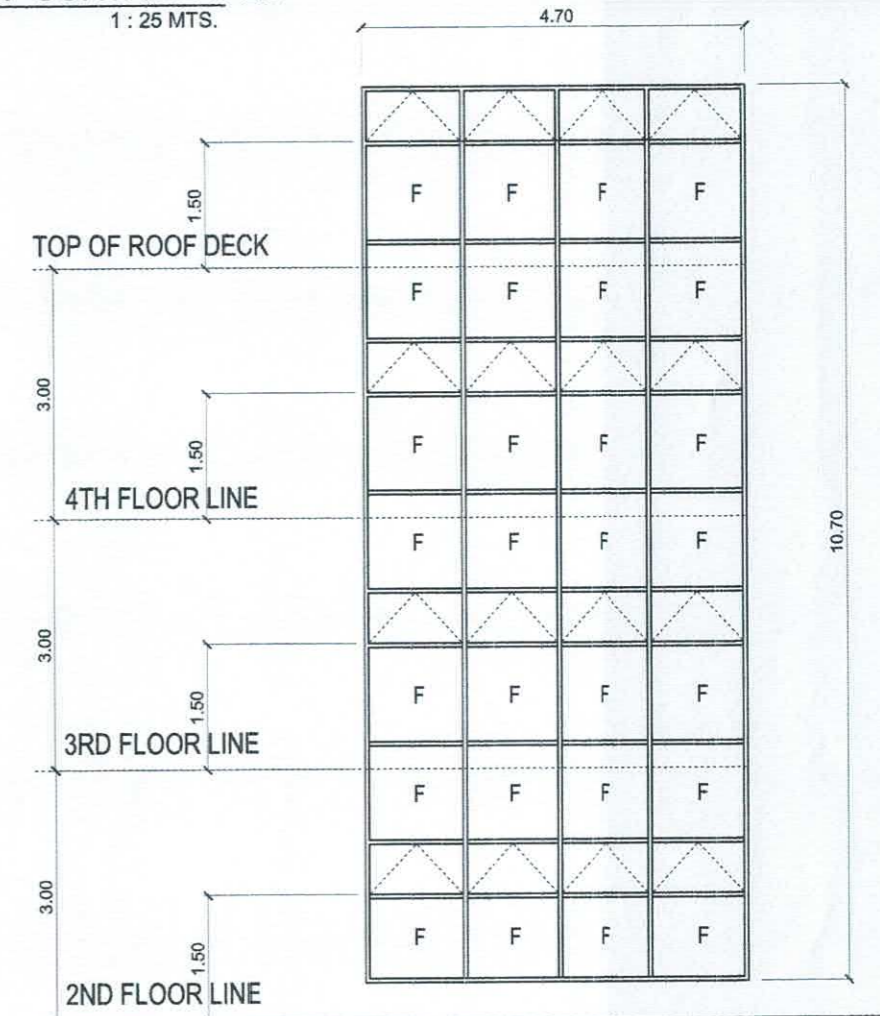 1 : 25 MTS.
4.70
1.50
F F F F
TOP OF ROOF DECK
F F F F
3.00
1.50
F F F F
4TH FLOOR LINE
10.70
F F F F
3.00
1.50
F F F F
3RD FLOOR LINE
F F F F
3.00
1.50
F F F F
2ND FLOOR LINE